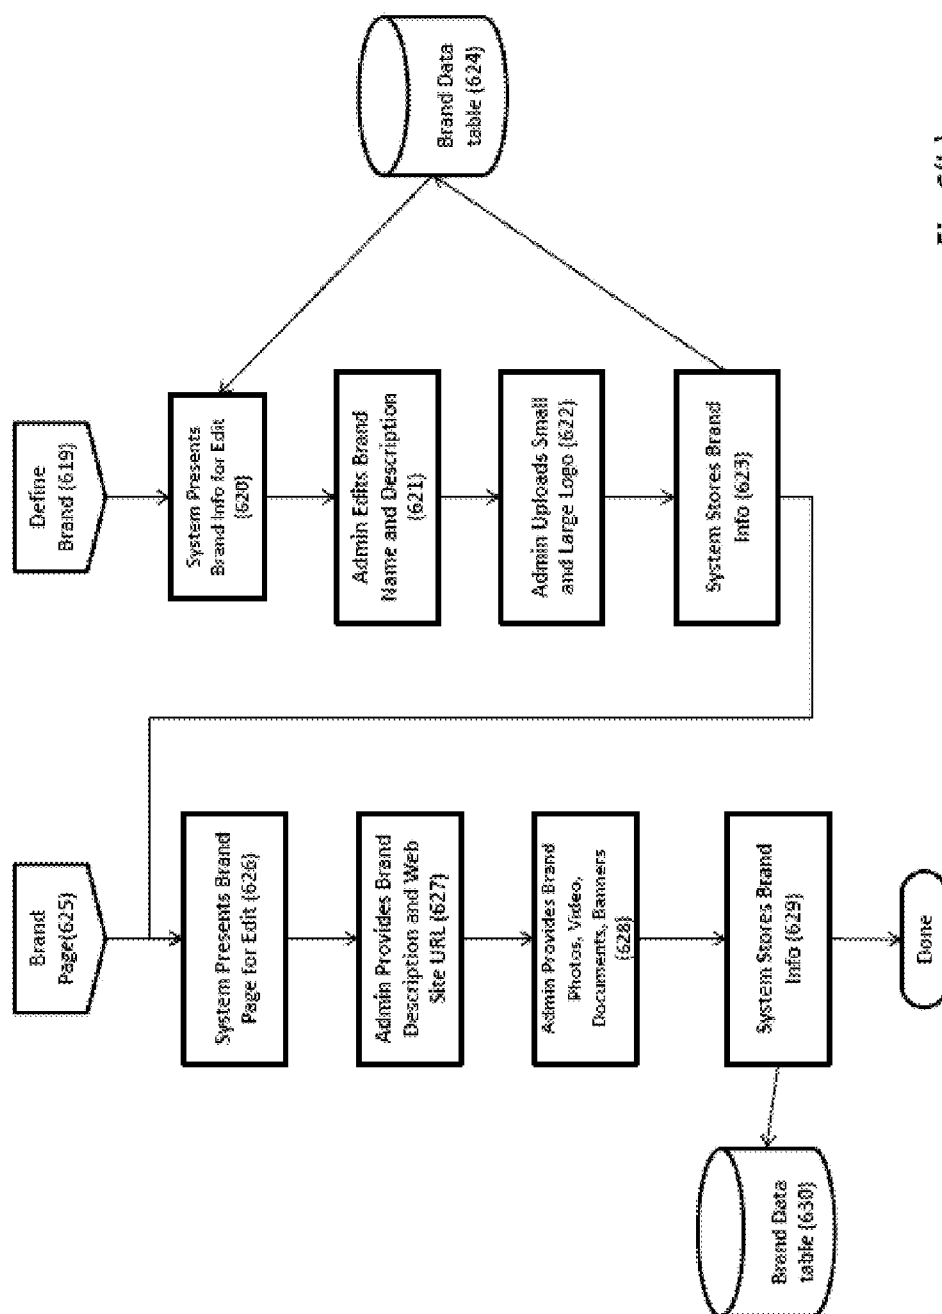 Define
Brand (619)
System Presents
Brand Info for Edit
(620)
Admin Edits Brand
Name and Description
(621)
Admin Uploads Small
and Large Logo (622)
System Stores Brand
Info (623)
Brand Data
table (624)
Brand
Page(625)
System Presents Brand
Page for Edit (626)
Admin Provides Brand
Description and Web
Site URL (627)
Admin Provides Brand
Photos, Video,
Documents, Banners
(628)
System Stores Brand
Info (629)
Brand Data
table (630)
Done